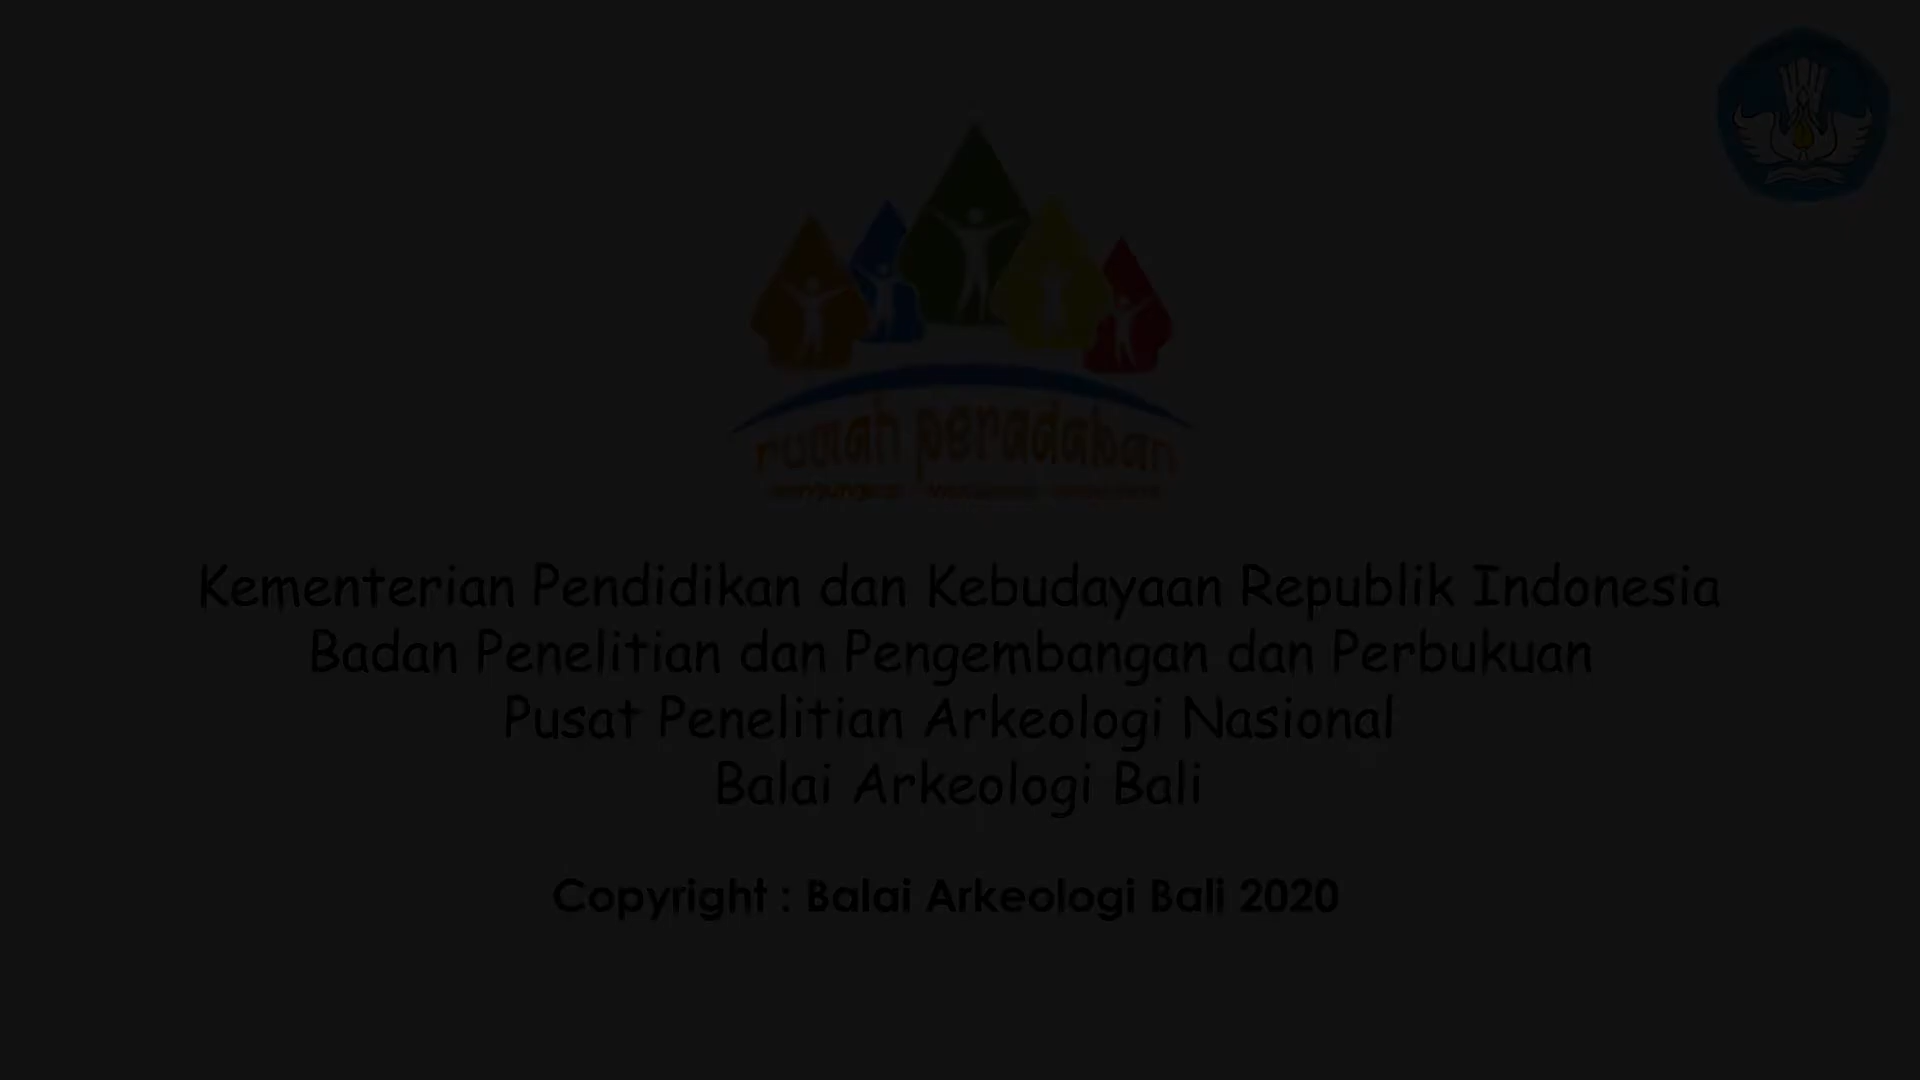 rumah peradaban
Kementerian Pendidikan dan Kebudayaan Republik Indonesia
Badan Penelitian dan Pengembangan dan Perbukuan
Pusat Penelitian Arkeologi Nasional
Balai Arkeologi Bali
Copyright : Balai Arkeologi Bali 2020